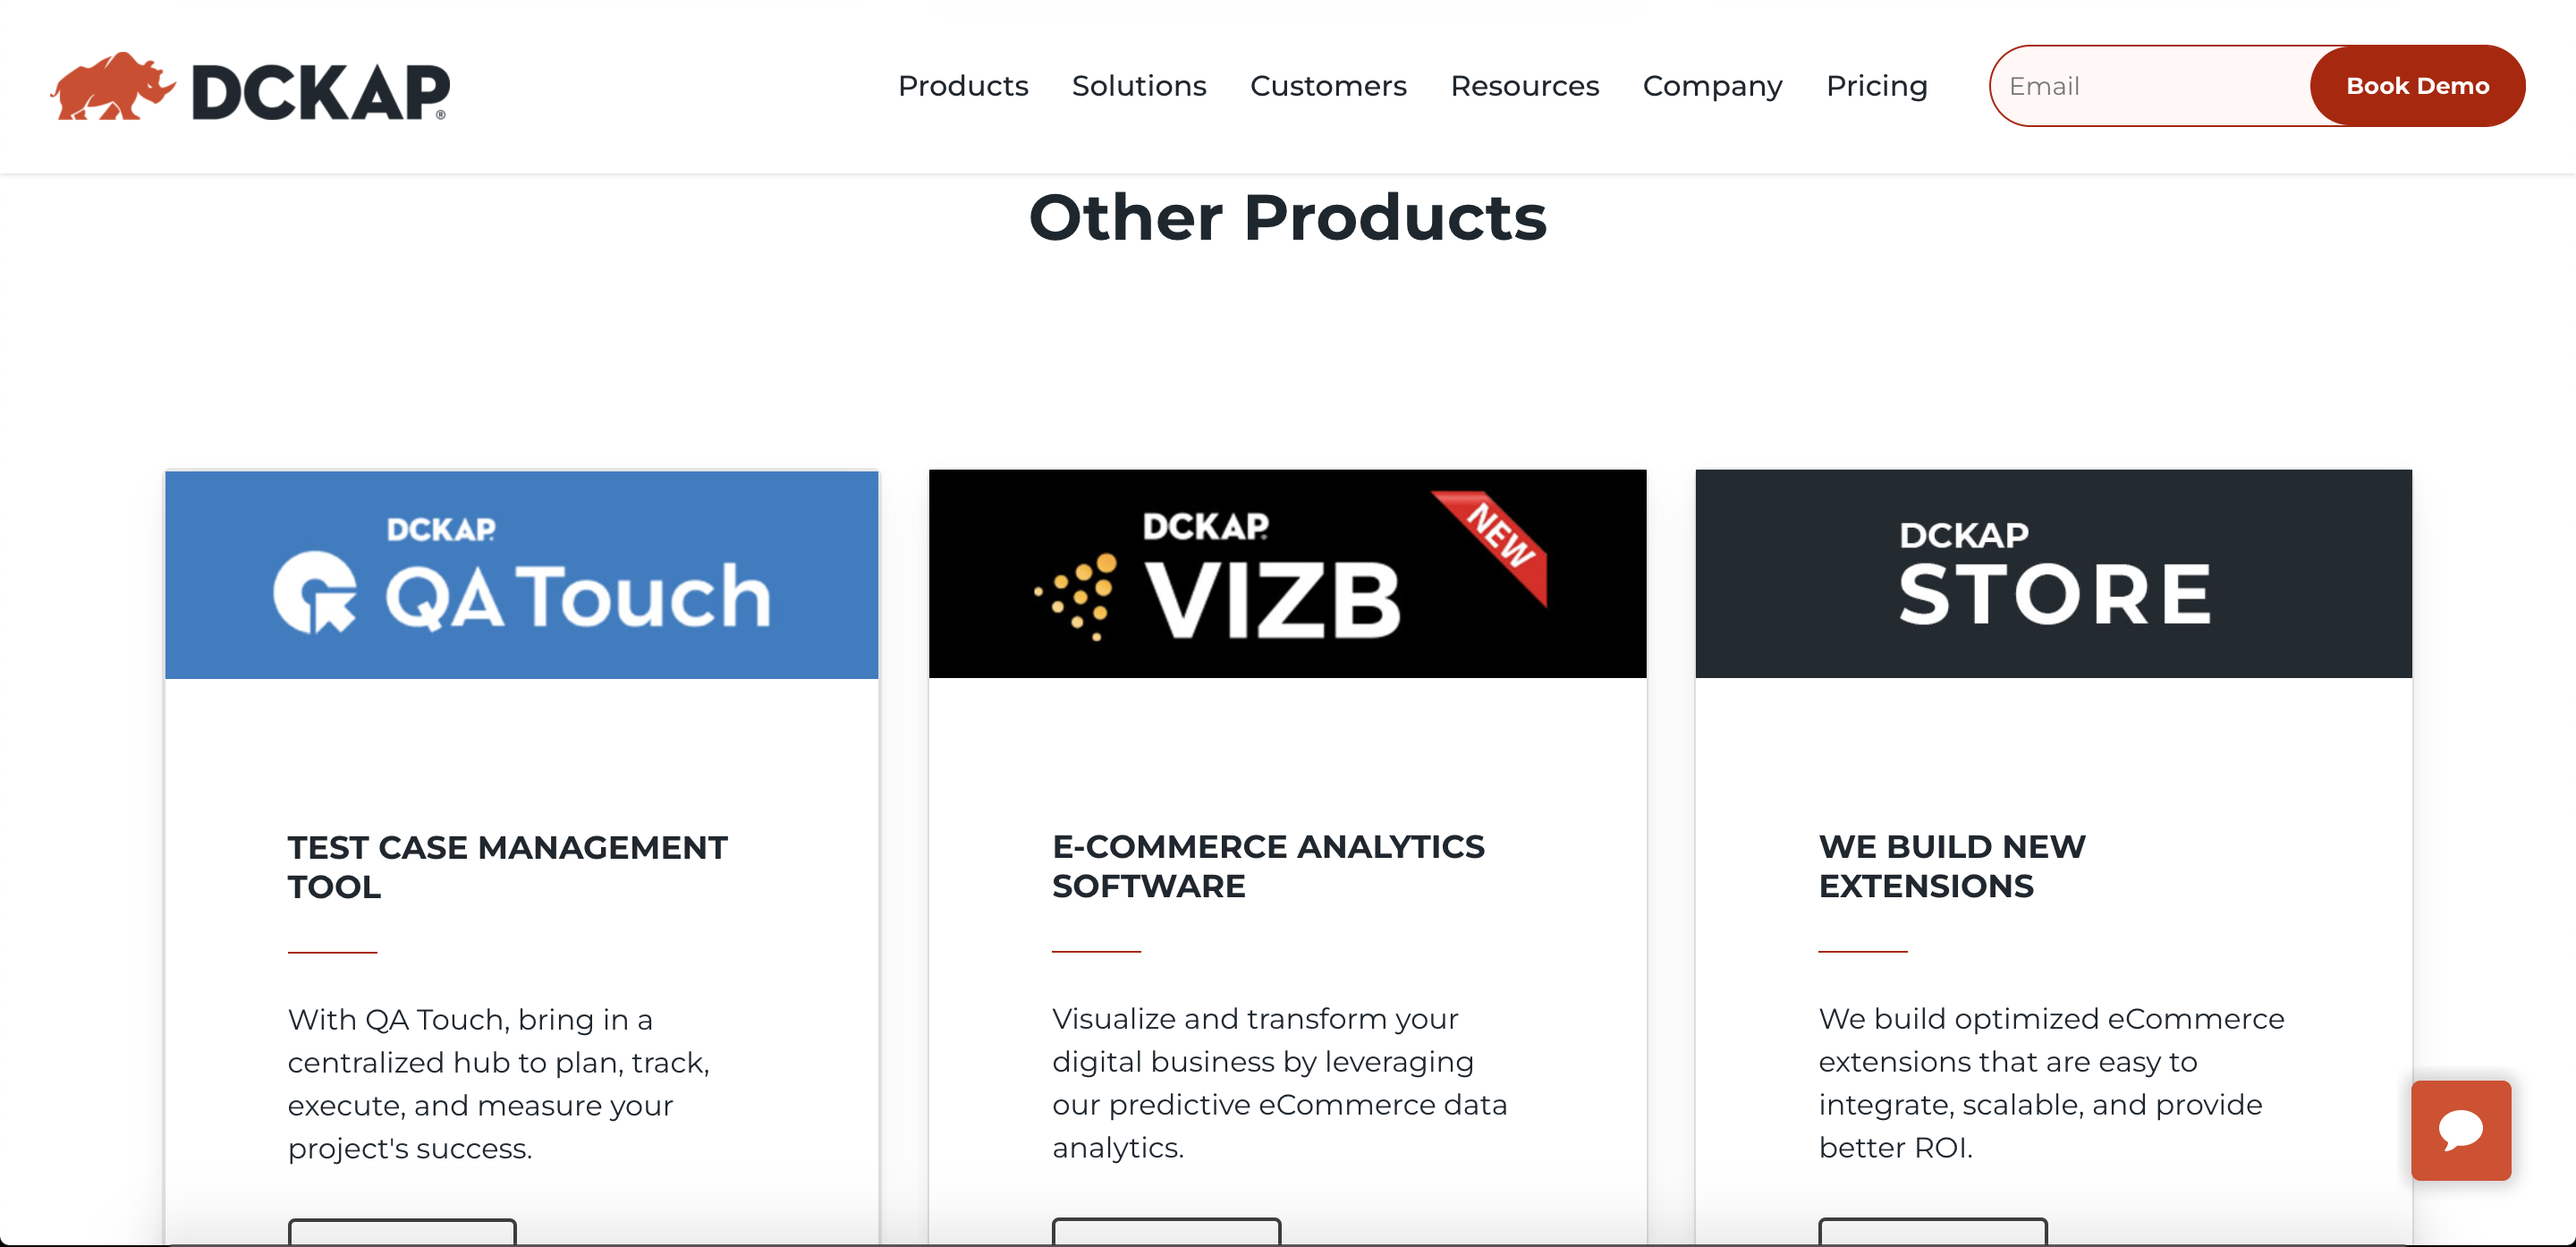 DCKAP®
Products Solutions Customers Resources Company Pricing Email Book Demo
Other Products
DCKAP
QA Touch
DCKAP
VIZB
NEW
DCKAP
STORE
TEST CASE MANAGEMENT
TOOL
With QA Touch, bring in a
centralized hub to plan, track,
execute, and measure your
project's success.
E-COMMERCE ANALYTICS
SOFTWARE
Visualize and transform your
digital business by leveraging
our predictive eCommerce data
analytics.
WE BUILD NEW
EXTENSIONS
We build optimized eCommerce
extensions that are easy to
integrate, scalable, and provide
better ROI.